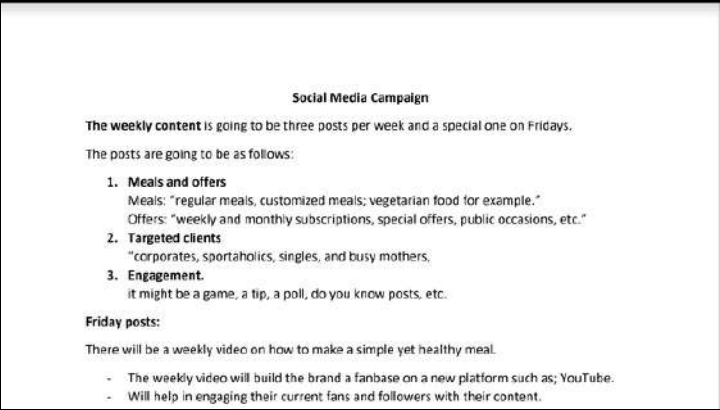 Social Media Campaign
The weekly content is going to be three posts per week and a special one on Fridays.
The posts are going to be as follows:
1. Meals and offers
Meals: "regular meals, customized meals; vegetarian food for example."
Offers: "weekly and monthly subscriptions, special offers, public occasions, etc."
2. Targeted clients
"corporates, sportaholics, singles, and busy mothers.
3. Engagement.
it might be a game, a tip, a poll, do you know posts, etc.
Friday posts:
There will be a weekly video on how to make a simple yet healthy meal.
- The weekly video will build the brand a fanbase on a new platform such as; YouTube.
- Will help in engaging their current fans and followers with their content.